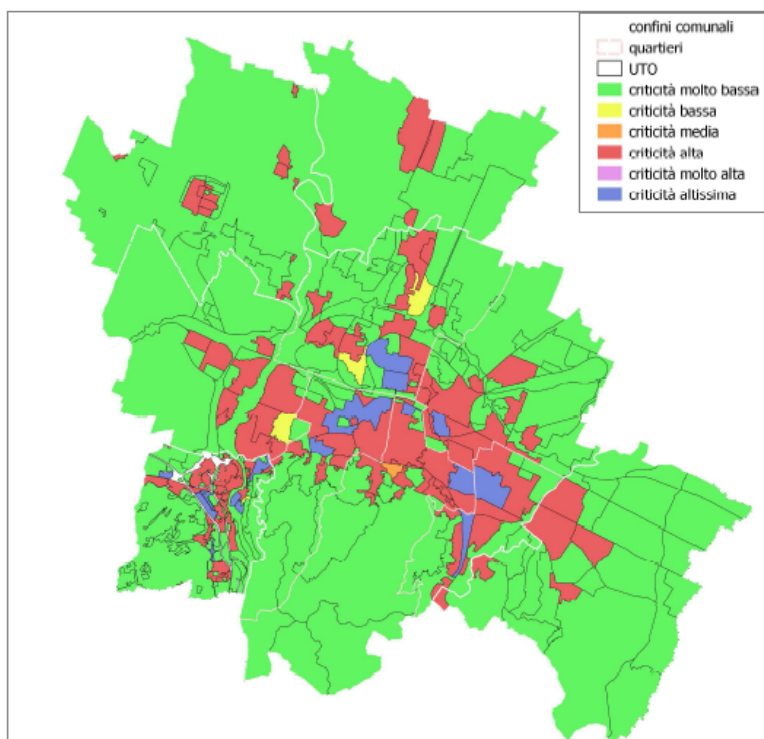 confini comunali
quartieri
UTO
criticità molto bassa
criticità bassa
criticità media
criticità alta
criticità molto alta
criticità altissima